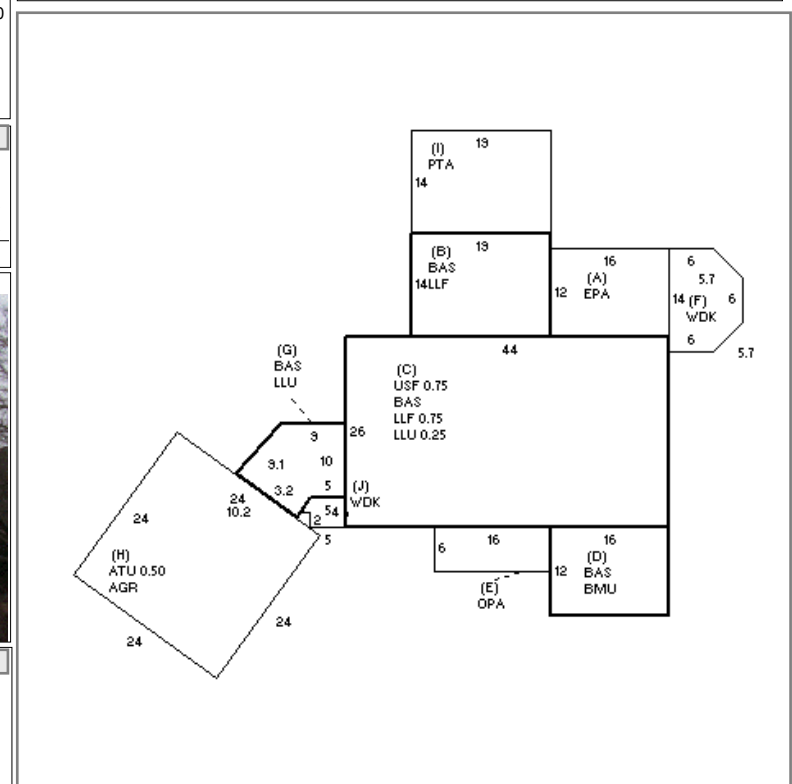 19
(I)
PTA
14
(B)
BAS
14LLF
19
16
(A)
EPA
12
6
5.7
14 (F) 6
WDK
6
5.7
(G)
BAS
LLU
44
(C)
USF 0.75
BAS
LLF 0.75
LLU 0.25
26
9
9.1
10
5
3.2
(J)
WDK
54
2
5
24
10.2
24
(H)
ATU 0.50
AGR
24
24
6
16
(E)
OPA
16
(D)
BAS
BMU
12